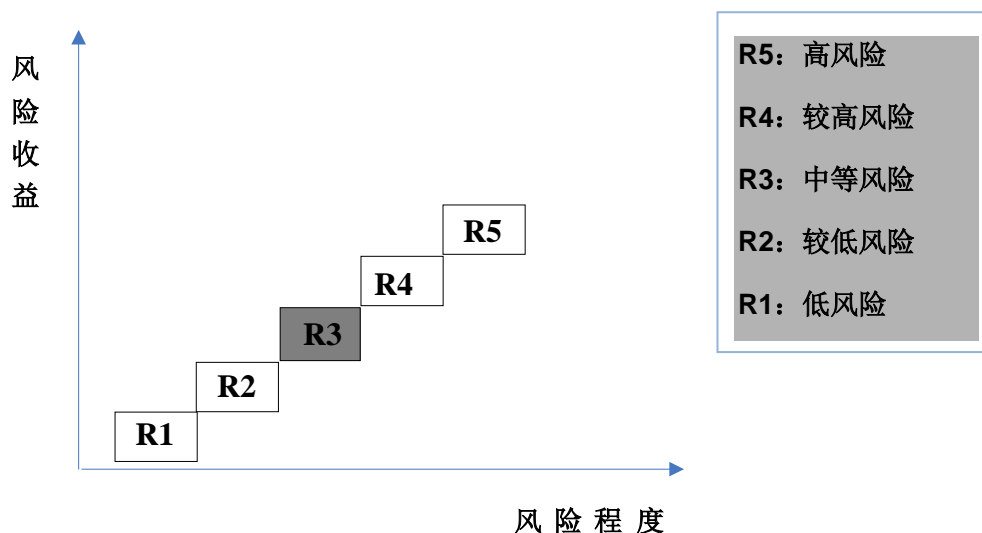 风险收益
R5
R4
R3
R2
R1
风险程度
R5：高风险
R4：较高风险
R3：中等风险
R2：较低风险
R1：低风险